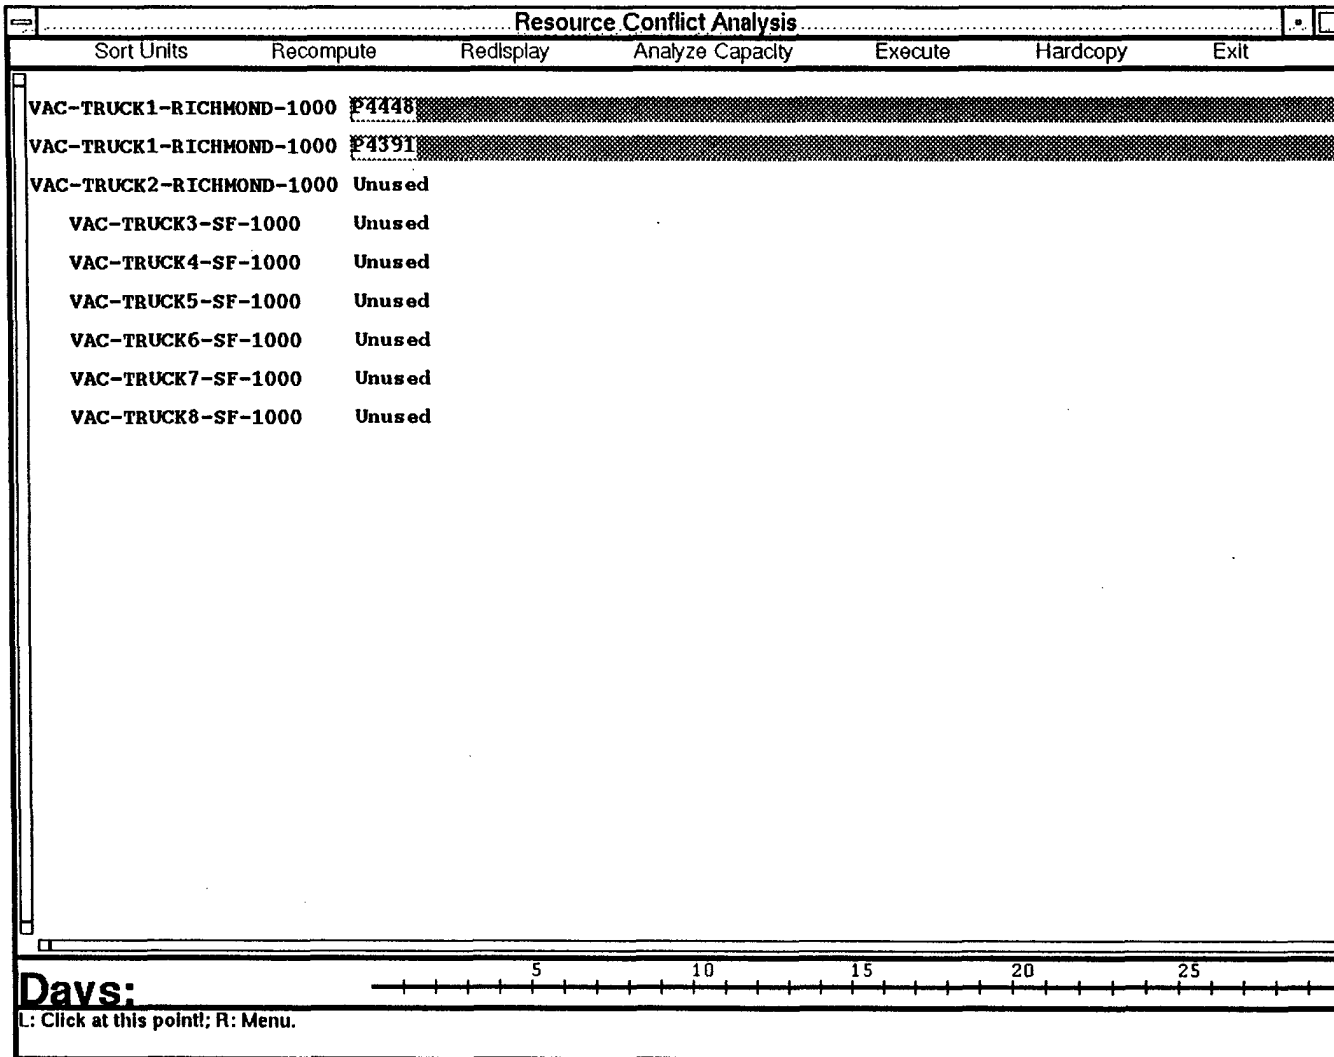 Resource Conflict Analysis
Sort Units Recompute Redisplay Analyze Capacity Execute Hardcopy Exit
VAC-TRUCK1-RICHMOND-1000 P4448
VAC-TRUCK1-RICHMOND-1000 P4391
VAC-TRUCK2-RICHMOND-1000 Unused
VAC-TRUCK3-SF-1000 Unused
VAC-TRUCK4-SF-1000 Unused
VAC-TRUCK5-SF-1000 Unused
VAC-TRUCK6-SF-1000 Unused
VAC-TRUCK7-SF-1000 Unused
VAC-TRUCK8-SF-1000 Unused
5 10 15 20 25
Days:
L: Click at this point!; R: Menu.